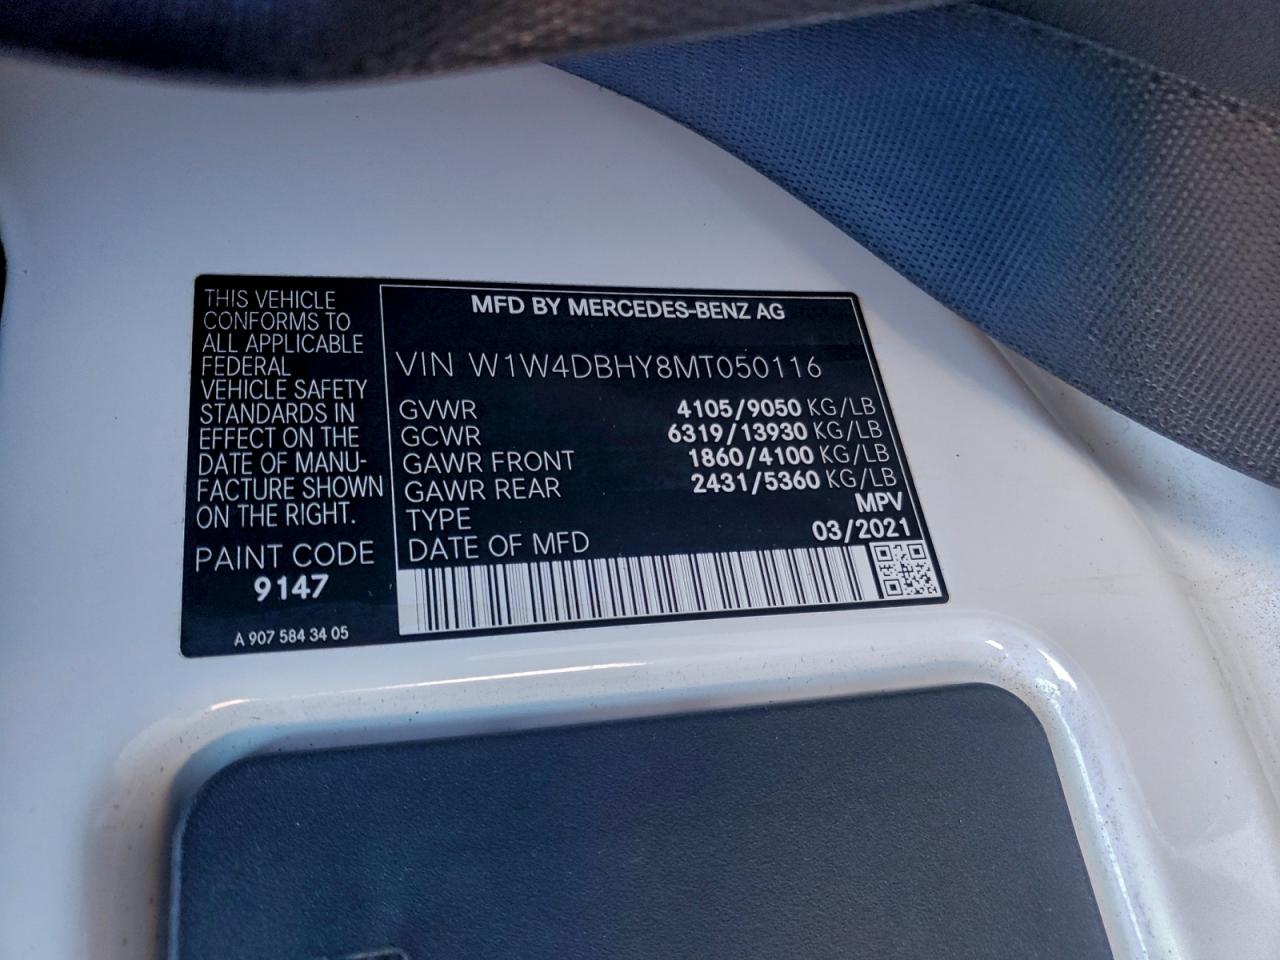 THIS VEHICLE
CONFORMS TO
ALL APPLICABLE
FEDERAL
VEHICLE SAFETY
STANDARDS IN
EFFECT ON THE
DATE OF MANU-
FACTURE SHOWN
ON THE RIGHT.
PAINT CODE
9147
A 907 584 34 05
MFD BY MERCEDES-BENZ AG
VIN W1W4DBHY8MT050116
GVWR 4105/9050 KG/LB
GCWR 6319/13930 KG/LB
GAWR FRONT 1860/4100 KG/LB
GAWR REAR 2431/5360 KG/LB
TYPE MPV
DATE OF MFD 03/2021